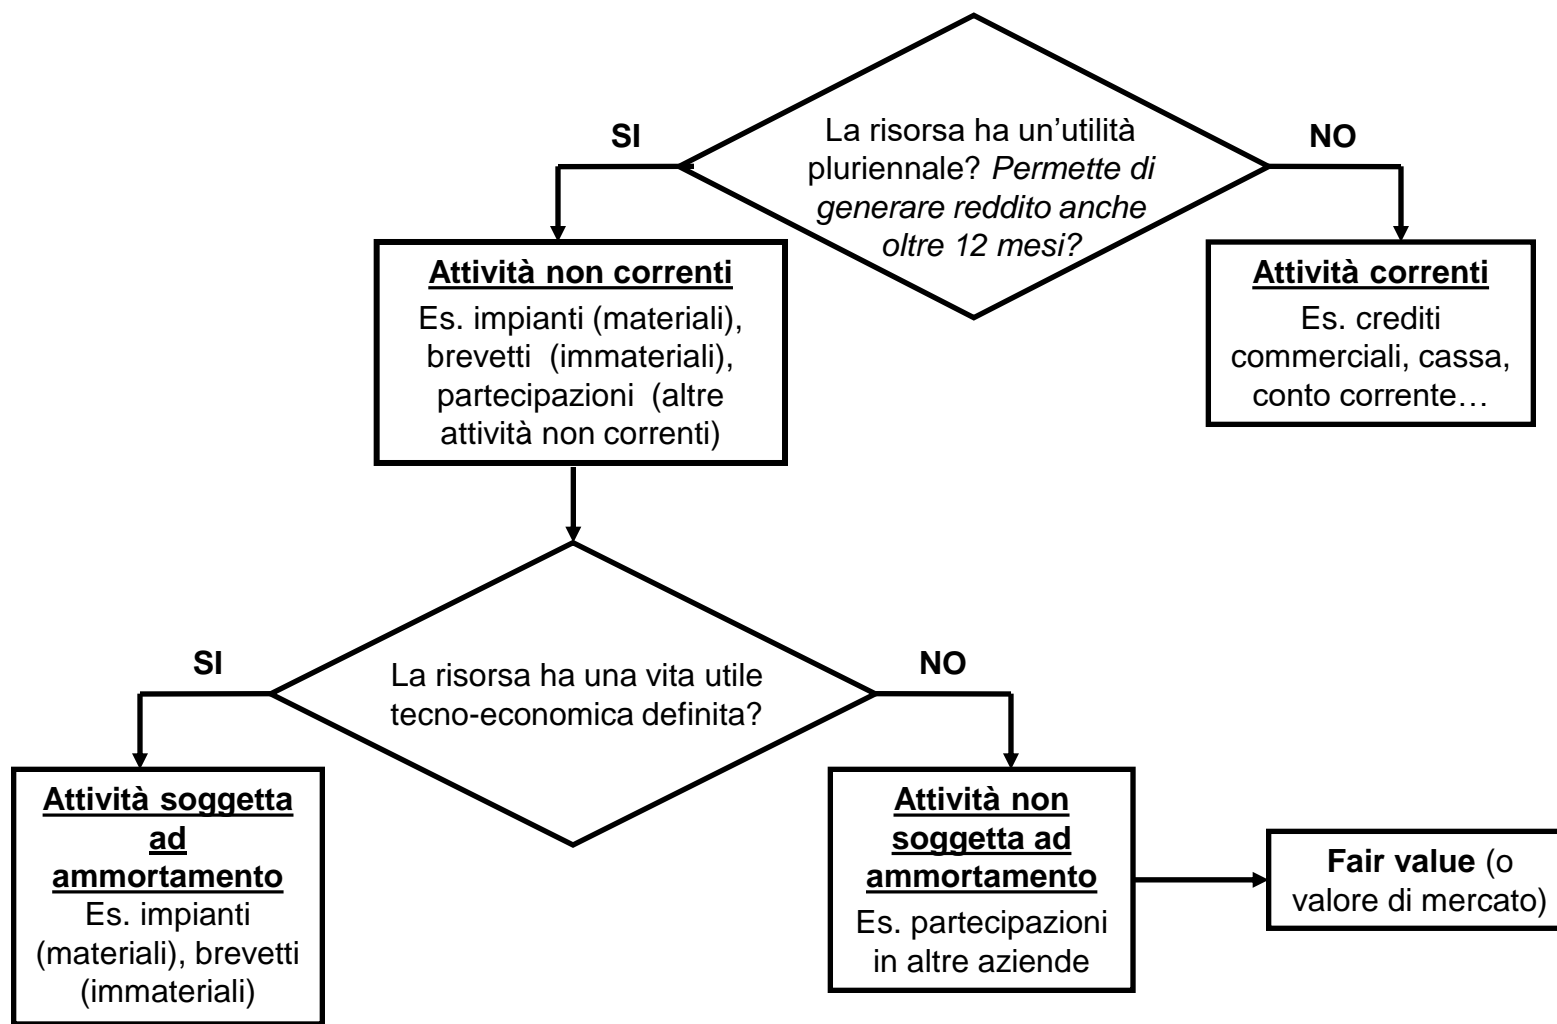 SI
La risorsa ha un’utilità
pluriennale? Permette di
generare reddito anche
oltre 12 mesi?
NO
Attività non correnti
Es. impianti (materiali),
brevetti  (immateriali),
partecipazioni  (altre
attività non correnti)
Attività correnti
Es. crediti
commerciali, cassa,
conto corrente…
SI
La risorsa ha una vita utile
tecno-economica definita?
NO
Attività soggetta
ad
ammortamento
Es. impianti
(materiali), brevetti
(immateriali)
Attività non
soggetta ad
ammortamento
Es. partecipazioni
in altre aziende
Fair value (o
valore di mercato)